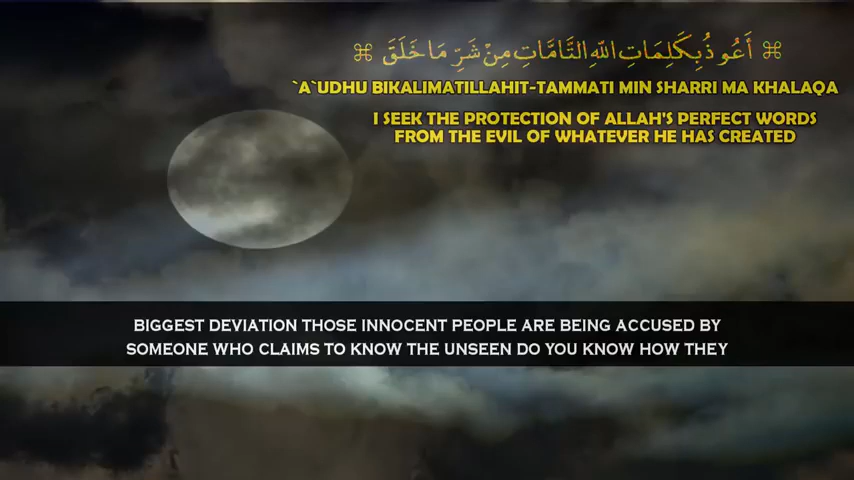 ⌘ أَعُوذُ بِكَلِمَاتِ اللّٰهِ التَّامَّاتِ مِنْ شَرِّ مَا خَلَقَ ⌘
`A`UDHU BIKALIMATILLAHIT-TAMMATI MIN SHARRI MA KHALAQA
I SEEK THE PROTECTION OF ALLAH'S PERFECT WORDS
FROM THE EVIL OF WHATEVER HE HAS CREATED
BIGGEST DEVIATION THOSE INNOCENT PEOPLE ARE BEING ACCUSED BY
SOMEONE WHO CLAIMS TO KNOW THE UNSEEN DO YOU KNOW HOW THEY